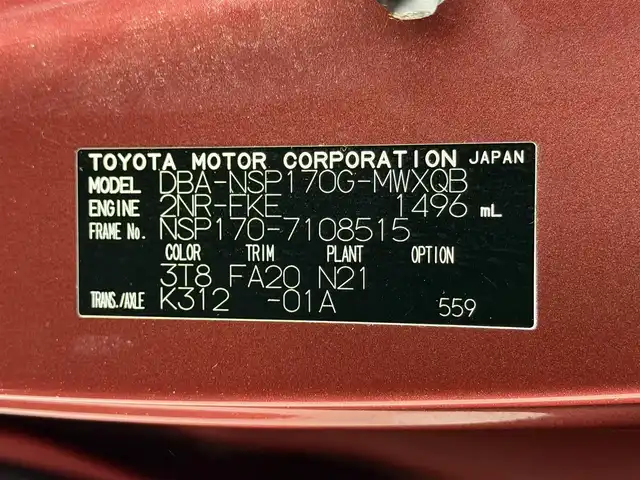 TOYOTA MOTOR CORPORATION JAPAN
MODEL DBA-NSP170G-MWXQB
ENGINE 2NR-FKE 1496 mL
FRAME No. NSP170-7108515
COLOR TRIM PLANT OPTION
3T8 FA20 N21
TRANS./AXLE K312 -01A 559